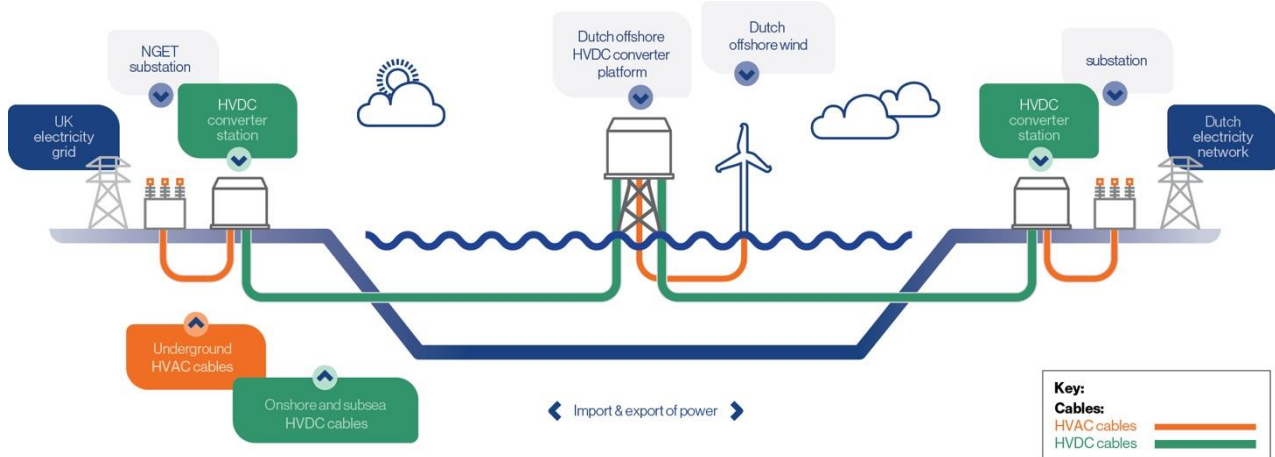 NGET
substation
HVDC
converter
station
UK
electricity
grid
Dutch offshore
HVDC converter
platform
Dutch
offshore wind
substation
HVDC
converter
station
Dutch
electricity
network
Underground
HVAC cables
Onshore and subsea
HVDC cables
Import & export of power
Key:
Cables:
HVAC cables
HVDC cables